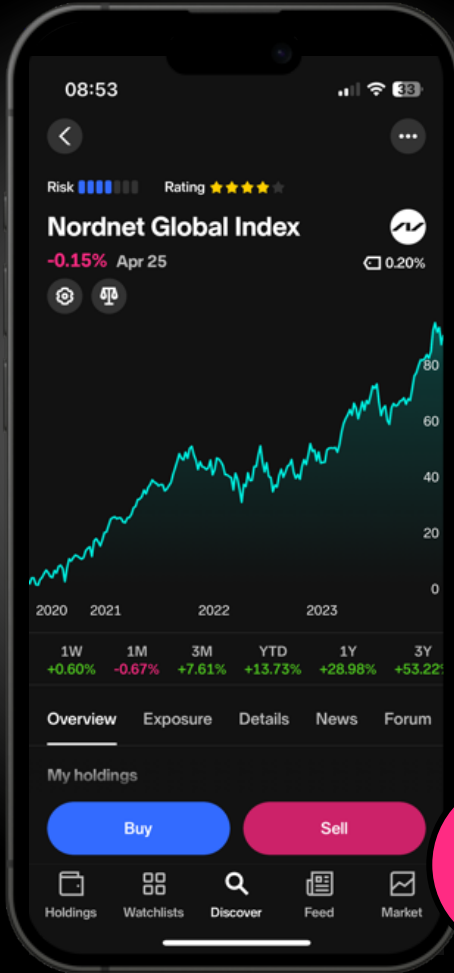 08:53 33
Risk Rating
Nordnet Global Index
-0.15% Apr 25 0.20%
80
60
40
20
0
2020 2021 2022 2023
1W 1M 3M YTD 1Y 3Y
+0.60% -0.67% +7.61% +13.73% +28.98% +53.22
Overview Exposure Details News Forum
My holdings
Buy Sell
Holdings Watchlists Discover Feed Market